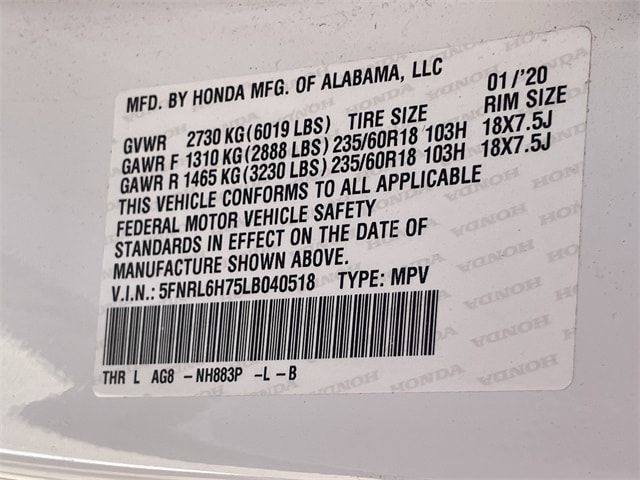 MFD. BY HONDA MFG. OF ALABAMA, LLC 01/'20
GVWR 2730 KG(6019 LBS) TIRE SIZE RIM SIZE
GAWR F 1310 KG(2888 LBS) 235/60R18 103H 18X7.5J
GAWR R 1465 KG(3230 LBS) 235/60R18 103H 18X7.5J
THIS VEHICLE CONFORMS TO ALL APPLICABLE
FEDERAL MOTOR VEHICLE SAFETY
STANDARDS IN EFFECT ON THE DATE OF
MANUFACTURE SHOWN ABOVE.
V.I.N.: 5FNRL6H75LB040518 TYPE: MPV
THR L AG8 -NH883P -L -B